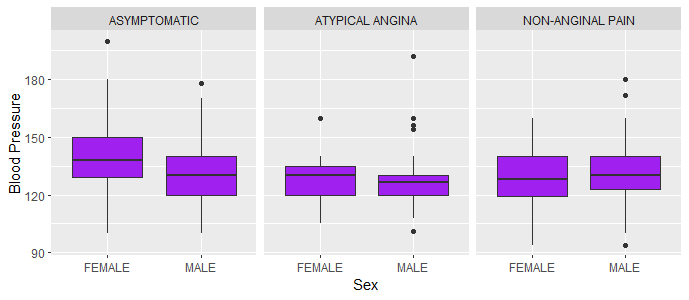 ASYMPTOMATIC ATYPICAL ANGINA NON-ANGINAL PAIN
180
150
120
90
Blood Pressure
FEMALE MALE FEMALE MALE FEMALE MALE
Sex